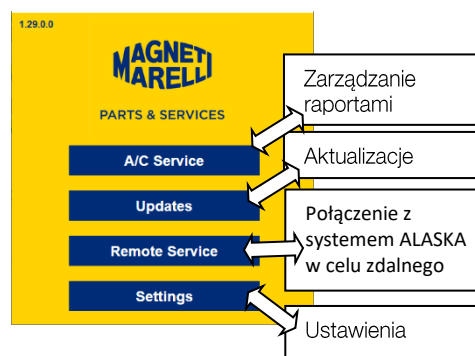 1.29.0.0
MAGNETI
MARELLI
PARTS & SERVICES
A/C Service
Updates
Remote Service
Settings
Zarządzanie
raportami
Aktualizacje
Połączenie z
systemem ALASKA
w celu zdalnego
Ustawienia